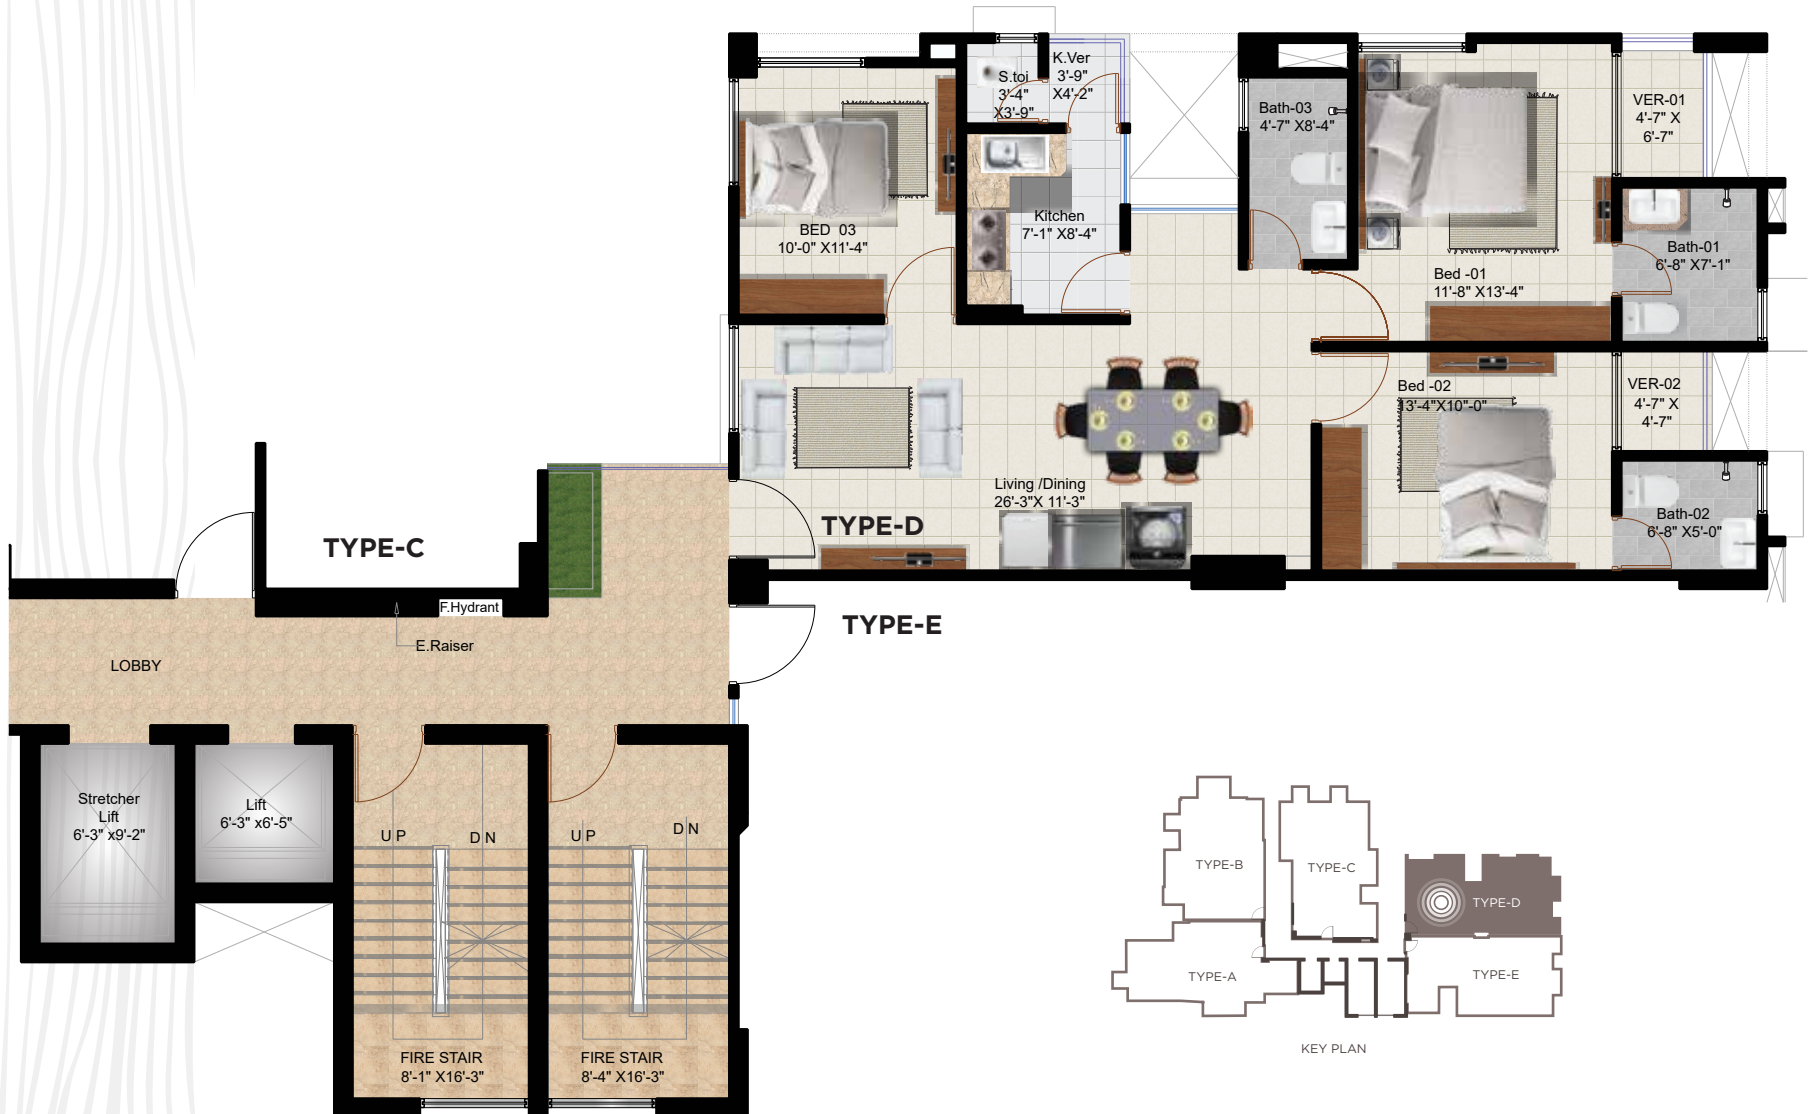 S.toi
3'-4"
X3'-9"
K.Ver
3'-9"
X4'-2"
Bath-03
4'-7" X8'-4"
VER-01
4'-7" X
6'-7"
BED 03
10'-0" X11'-4"
Kitchen
7'-1" X8'-4"
Bath-01
6'-8" X7'-1"
Bed -01
11'-8" X13'-4"
Bed -02
13'-4"X10"-0"
VER-02
4'-7" X
4'-7"
Living /Dining
26'-3"X 11'-3"
Bath-02
6'-8" X5'-0"
TYPE-D
TYPE-C
F.Hydrant
TYPE-E
E.Raiser
LOBBY
Stretcher
Lift
6'-3" x9'-2"
Lift
6'-3" x6'-5"
UP
DN
UP
DN
FIRE STAIR
8'-1" X16'-3"
FIRE STAIR
8'-4" X16'-3"
TYPE-B
TYPE-C
TYPE-D
TYPE-A
TYPE-E
KEY PLAN